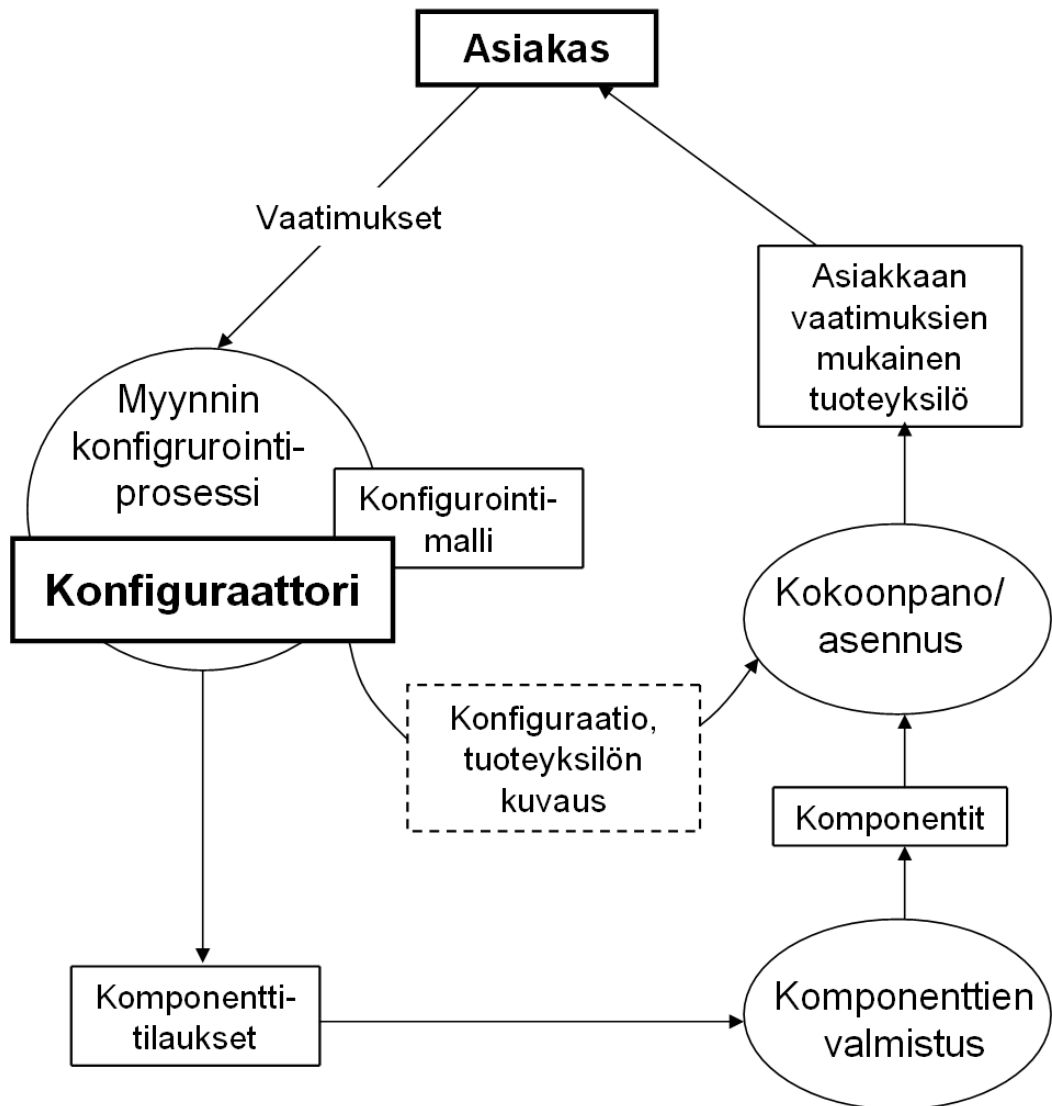 Asiakas
Vaatimukset
Asiakkaan
vaatimuksien
mukainen
tuoteyksilö
Myynnin
konfigrurointi-
prosessi
Konfigurointi-
malli
Konfiguraattori
Kokoonpano/
asennus
Konfiguraatio,
tuoteyksilön
kuvaus
Komponentit
Komponentti-
tilaukset
Komponenttien
valmistus